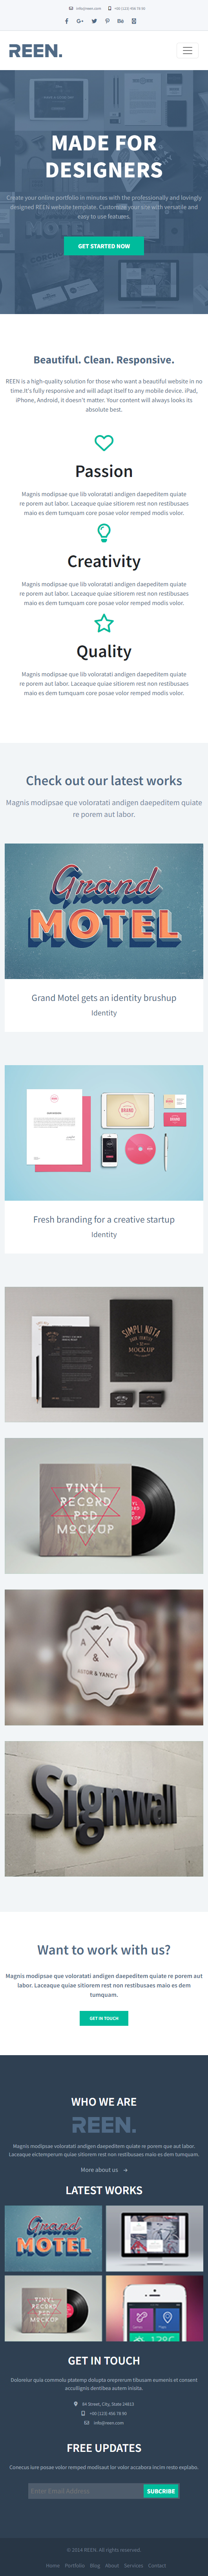 info@reen.com +00 (123) 456 78 90
REEN.
MADE FOR
DESIGNERS
Create your online portfolio in minutes with the professionally and lovingly
designed REEN website template. Customize your site with versatile and
easy to use features.
GET STARTED NOW
Beautiful. Clean. Responsive.
REEN is a high-quality solution for those who want a beautiful website in no
time.It's fully responsive and will adapt itself to any mobile device. iPad,
iPhone, Android, it doesn't matter. Your content will always looks its
absolute best.
Passion
Magnis modipsae que lib voloratati andigen daepeditem quiate
re porem aut labor. Laceaque quiae sitiorem rest non restibusaes
maio es dem tumquam core posae volor remped modis volor.
Creativity
Magnis modipsae que lib voloratati andigen daepeditem quiate
re porem aut labor. Laceaque quiae sitiorem rest non restibusaes
maio es dem tumquam core posae volor remped modis volor.
Quality
Magnis modipsae que lib voloratati andigen daepeditem quiate
re porem aut labor. Laceaque quiae sitiorem rest non restibusaes
maio es dem tumquam core posae volor remped modis volor.
Check out our latest works
Magnis modipsae que voloratati andigen daepeditem quiate
re porem aut labor.
Grand
MOTEL
Grand Motel gets an identity brushup
Identity
BRAND
Fresh branding for a creative startup
Identity
SIMPLI NOTA
MOCKUP
VINYL
RECORD
PSD
MOCKUP
A Y
ASTOR & YANCY
Signwall
Want to work with us?
Magnis modipsae que voloratati andigen daepeditem quiate re porem aut
labor. Laceaque quiae sitiorem rest non restibusaes maio es dem
tumquam.
GET IN TOUCH
WHO WE ARE
REEN.
Magnis modipsae voloratati andigen daepeditem quiate re porem que aut labor.
Laceaque eictemperum quiae sitiorem rest non restibusaes maio es dem tumquam.
More about us
LATEST WORKS
Grand
MOTEL
VINYL
RECORD
PSD
MOCKUP
GET IN TOUCH
Doloreiur quia commolu ptatemp dolupta oreprerum tibusam eumenis et consent
accullignis dentibea autem inisita.
84 Street, City, State 24813
+00 (123) 456 78 90
info@reen.com
FREE UPDATES
Conecus iure posae volor remped modis aut lor volor accabora incim resto explabo.
Enter Email Address
SUBCRIBE
© 2024 REEN. All rights reserved.
Home Portfolio Blog About Services Contact